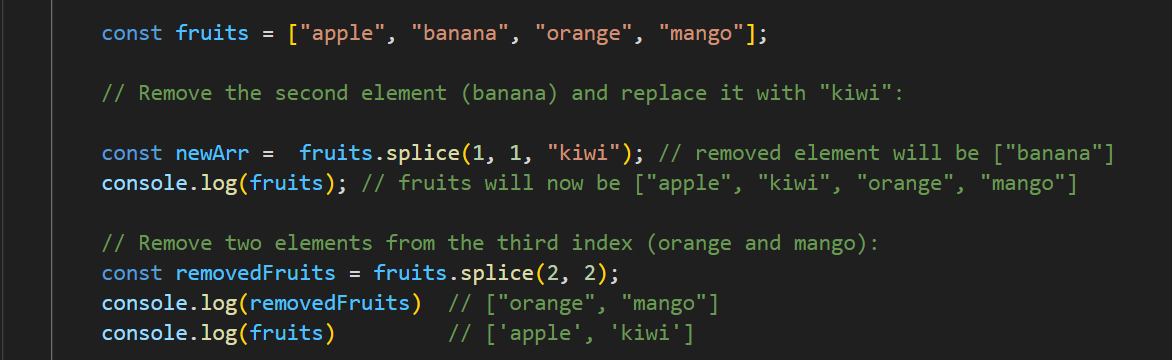 const fruits = ["apple", "banana", "orange", "mango"];
// Remove the second element (banana) and replace it with "kiwi":
const newArr =  fruits.splice(1, 1, "kiwi"); // removed element will be ["banana"]
console.log(fruits); // fruits will now be ["apple", "kiwi", "orange", "mango"]
// Remove two elements from the third index (orange and mango):
const removedFruits = fruits.splice(2, 2);
console.log(removedFruits)  // ["orange", "mango"]
console.log(fruits)         // ['apple', 'kiwi']